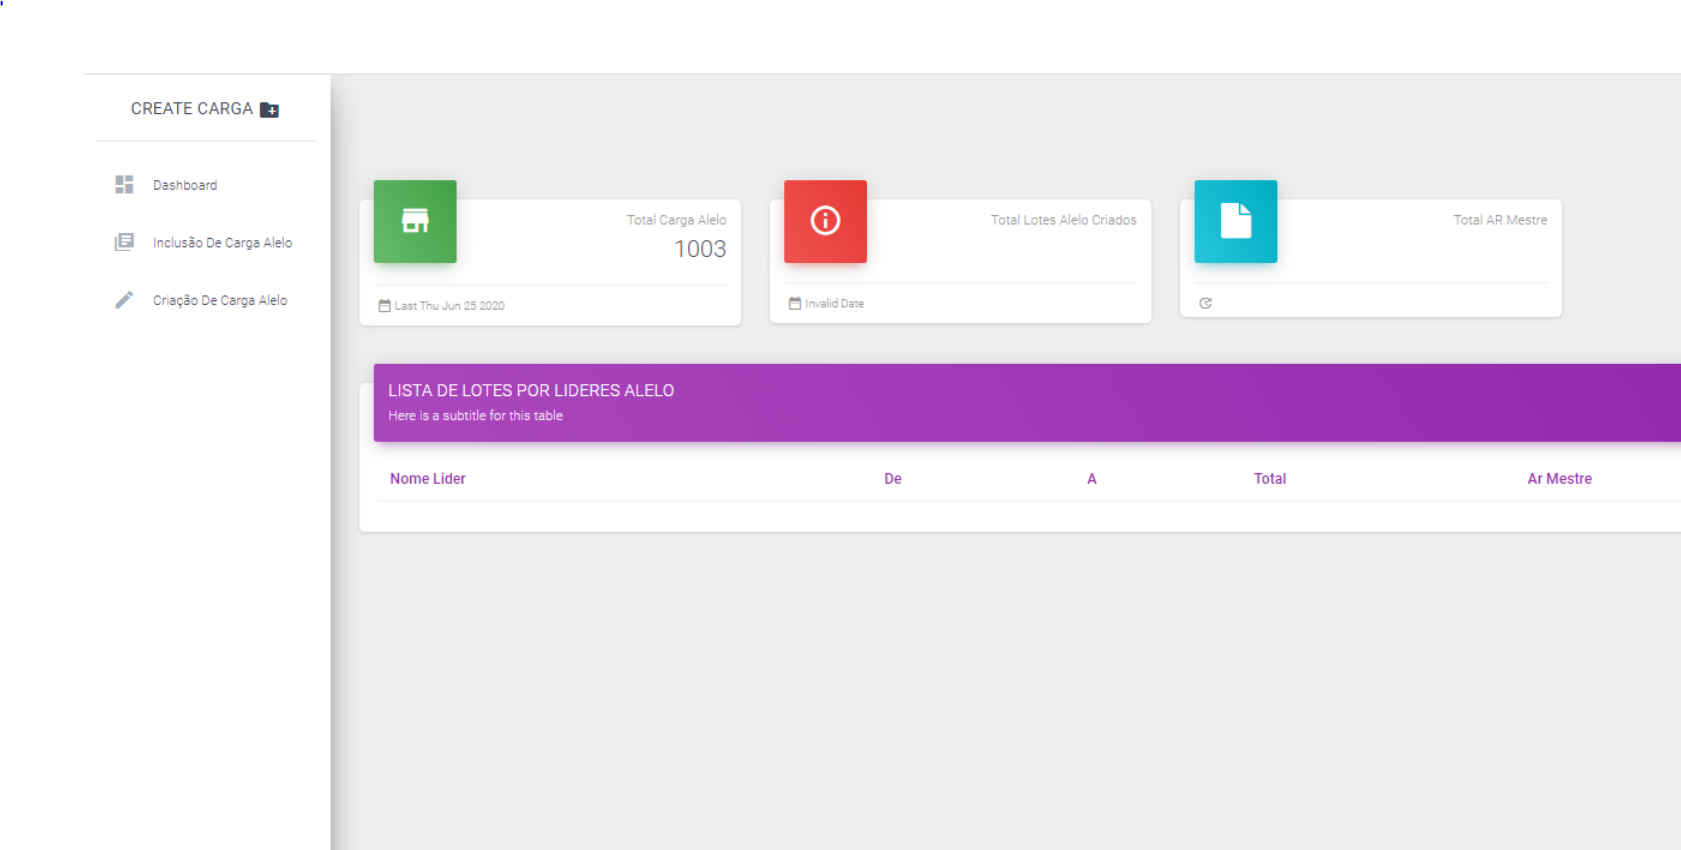 CREATE CARGA
Dashboard
Inclusão De Carga Alelo
Criação De Carga Alelo
Total Carga Alelo
1003
Last Thu Jun 25 2020
Total Lotes Alelo Criados
Invalid Date
Total AR Mestre
LISTA DE LOTES POR LIDERES ALELO
Here is a subtitle for this table
Nome Lider De A Total Ar Mestre